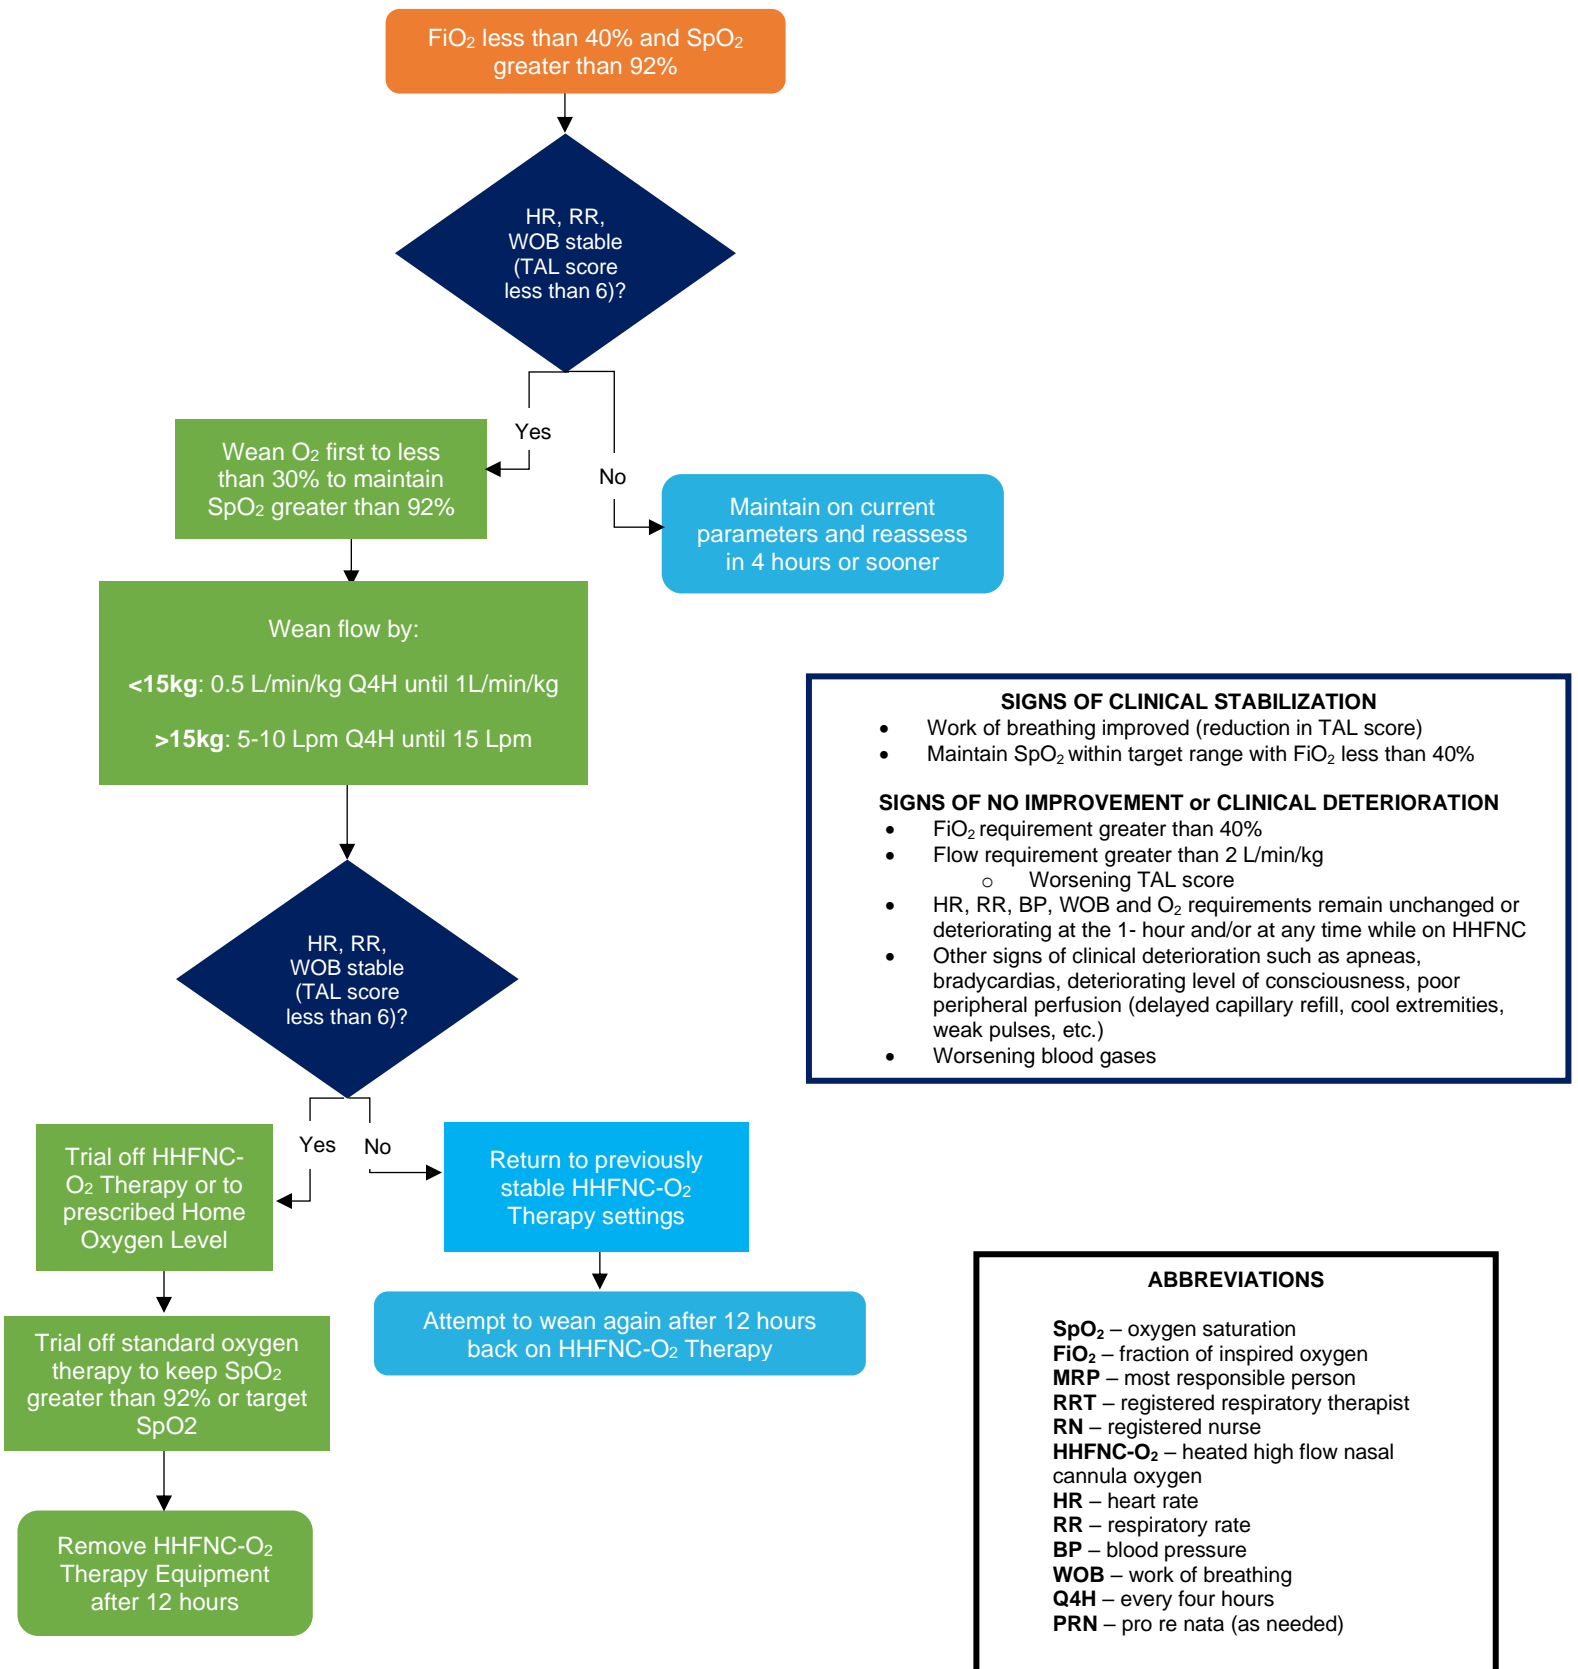 FiO₂ less than 40% and SpO₂
greater than 92%
HR, RR,
WOB stable
(TAL score
less than 6)?
Yes
No
Wean O₂ first to less
than 30% to maintain
SpO₂ greater than 92%
Maintain on current
parameters and reassess
in 4 hours or sooner
Wean flow by:
<15kg: 0.5 L/min/kg Q4H until 1L/min/kg
>15kg: 5-10 Lpm Q4H until 15 Lpm
SIGNS OF CLINICAL STABILIZATION
• Work of breathing improved (reduction in TAL score)
• Maintain SpO₂ within target range with FiO₂ less than 40%
SIGNS OF NO IMPROVEMENT or CLINICAL DETERIORATION
• FiO₂ requirement greater than 40%
• Flow requirement greater than 2 L/min/kg
o Worsening TAL score
• HR, RR, BP, WOB and O₂ requirements remain unchanged or
deteriorating at the 1- hour and/or at any time while on HHFNC
• Other signs of clinical deterioration such as apneas,
bradycardias, deteriorating level of consciousness, poor
peripheral perfusion (delayed capillary refill, cool extremities,
weak pulses, etc.)
• Worsening blood gases
HR, RR,
WOB stable
(TAL score
less than 6)?
Yes
No
Trial off HHFNC-
O₂ Therapy or to
prescribed Home
Oxygen Level
Return to previously
stable HHFNC-O₂
Therapy settings
Attempt to wean again after 12 hours
back on HHFNC-O₂ Therapy
Trial off standard oxygen
therapy to keep SpO₂
greater than 92% or target
SpO2
Remove HHFNC-O₂
Therapy Equipment
after 12 hours
ABBREVIATIONS
SpO₂ – oxygen saturation
FiO₂ – fraction of inspired oxygen
MRP – most responsible person
RRT – registered respiratory therapist
RN – registered nurse
HHFNC-O₂ – heated high flow nasal
cannula oxygen
HR – heart rate
RR – respiratory rate
BP – blood pressure
WOB – work of breathing
Q4H – every four hours
PRN – pro re nata (as needed)